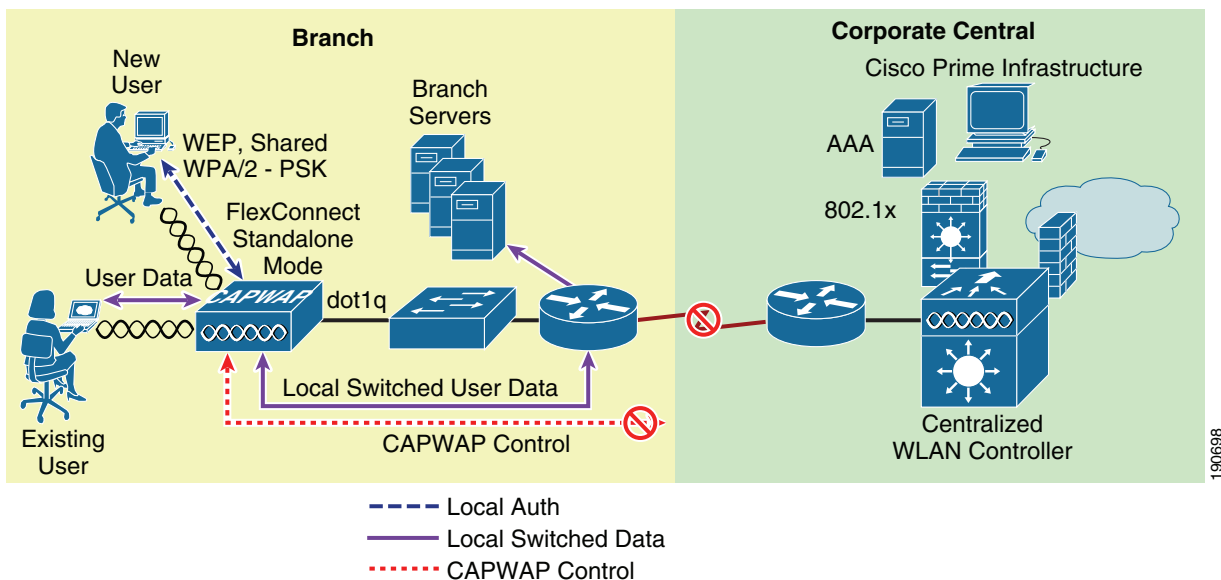 Branch
Corporate Central
New
User
WEP, Shared
WPA/2 - PSK
Branch
Servers
Cisco Prime Infrastructure
AAA
802.1x
FlexConnect
Standalone
Mode
User Data
CAPWAP
dot1q
Local Switched User Data
CAPWAP Control
Existing
User
Centralized
WLAN Controller
190698
Local Auth
Local Switched Data
CAPWAP Control